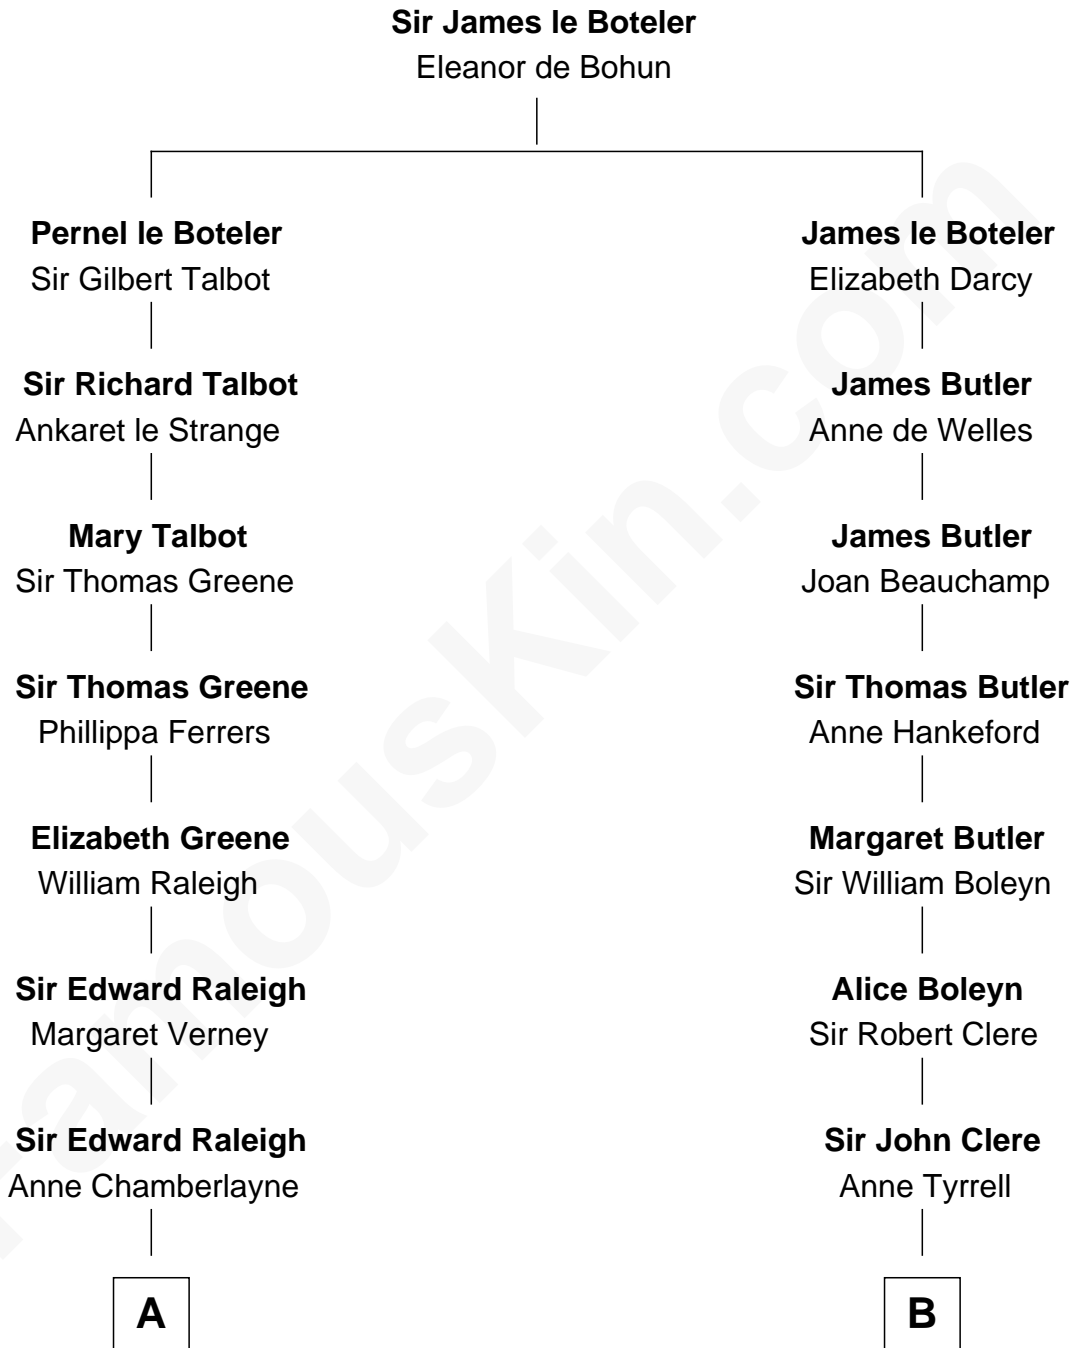 Sir James le Boteler
Eleanor de Bohun
Pernel le Boteler
Sir Gilbert Talbot
James le Boteler
Elizabeth Darcy
Sir Richard Talbot
Ankaret le Strange
James Butler
Anne de Welles
Mary Talbot
Sir Thomas Greene
James Butler
Joan Beauchamp
Sir Thomas Greene
Phillippa Ferrers
Sir Thomas Butler
Anne Hankeford
Elizabeth Greene
William Raleigh
Margaret Butler
Sir William Boleyn
Sir Edward Raleigh
Margaret Verney
Alice Boleyn
Sir Robert Clere
Sir Edward Raleigh
Anne Chamberlayne
Sir John Clere
Anne Tyrrell
A
B
FamousKin.com